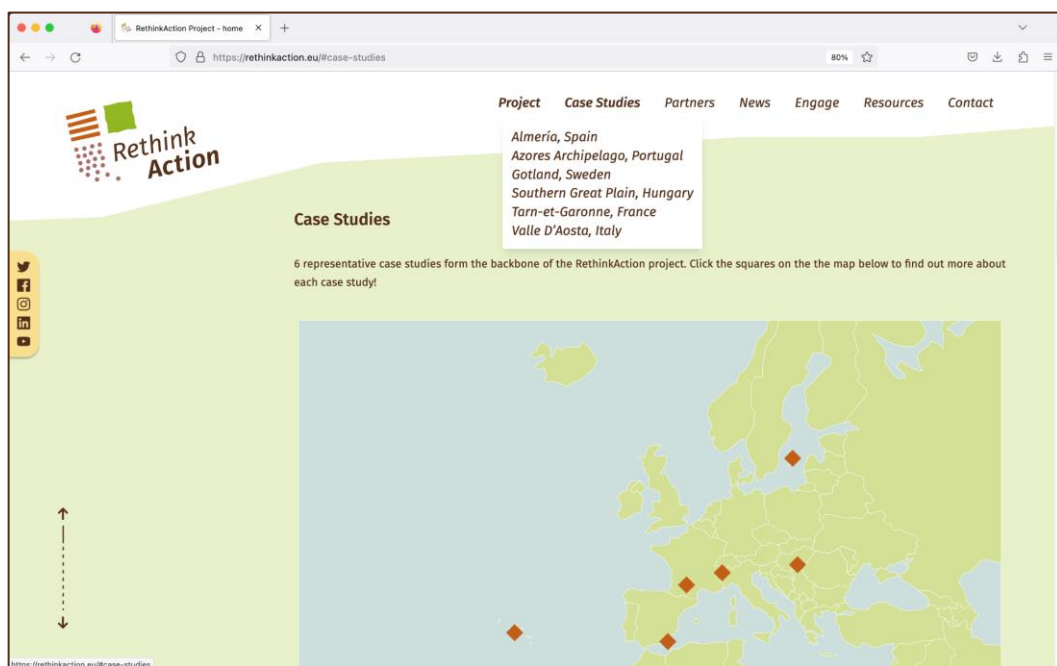 RethinkAction Project - home
https://rethinkaction.eu/#case-studies
80%
Rethink
Action
Project Case Studies Partners News Engage Resources Contact
Almería, Spain
Azores Archipelago, Portugal
Gotland, Sweden
Southern Great Plain, Hungary
Tarn-et-Garonne, France
Valle D'Aosta, Italy
Case Studies
6 representative case studies form the backbone of the RethinkAction project. Click the squares on the the map below to find out more about
each case study!
https://rethinkaction.eu/#case-studies